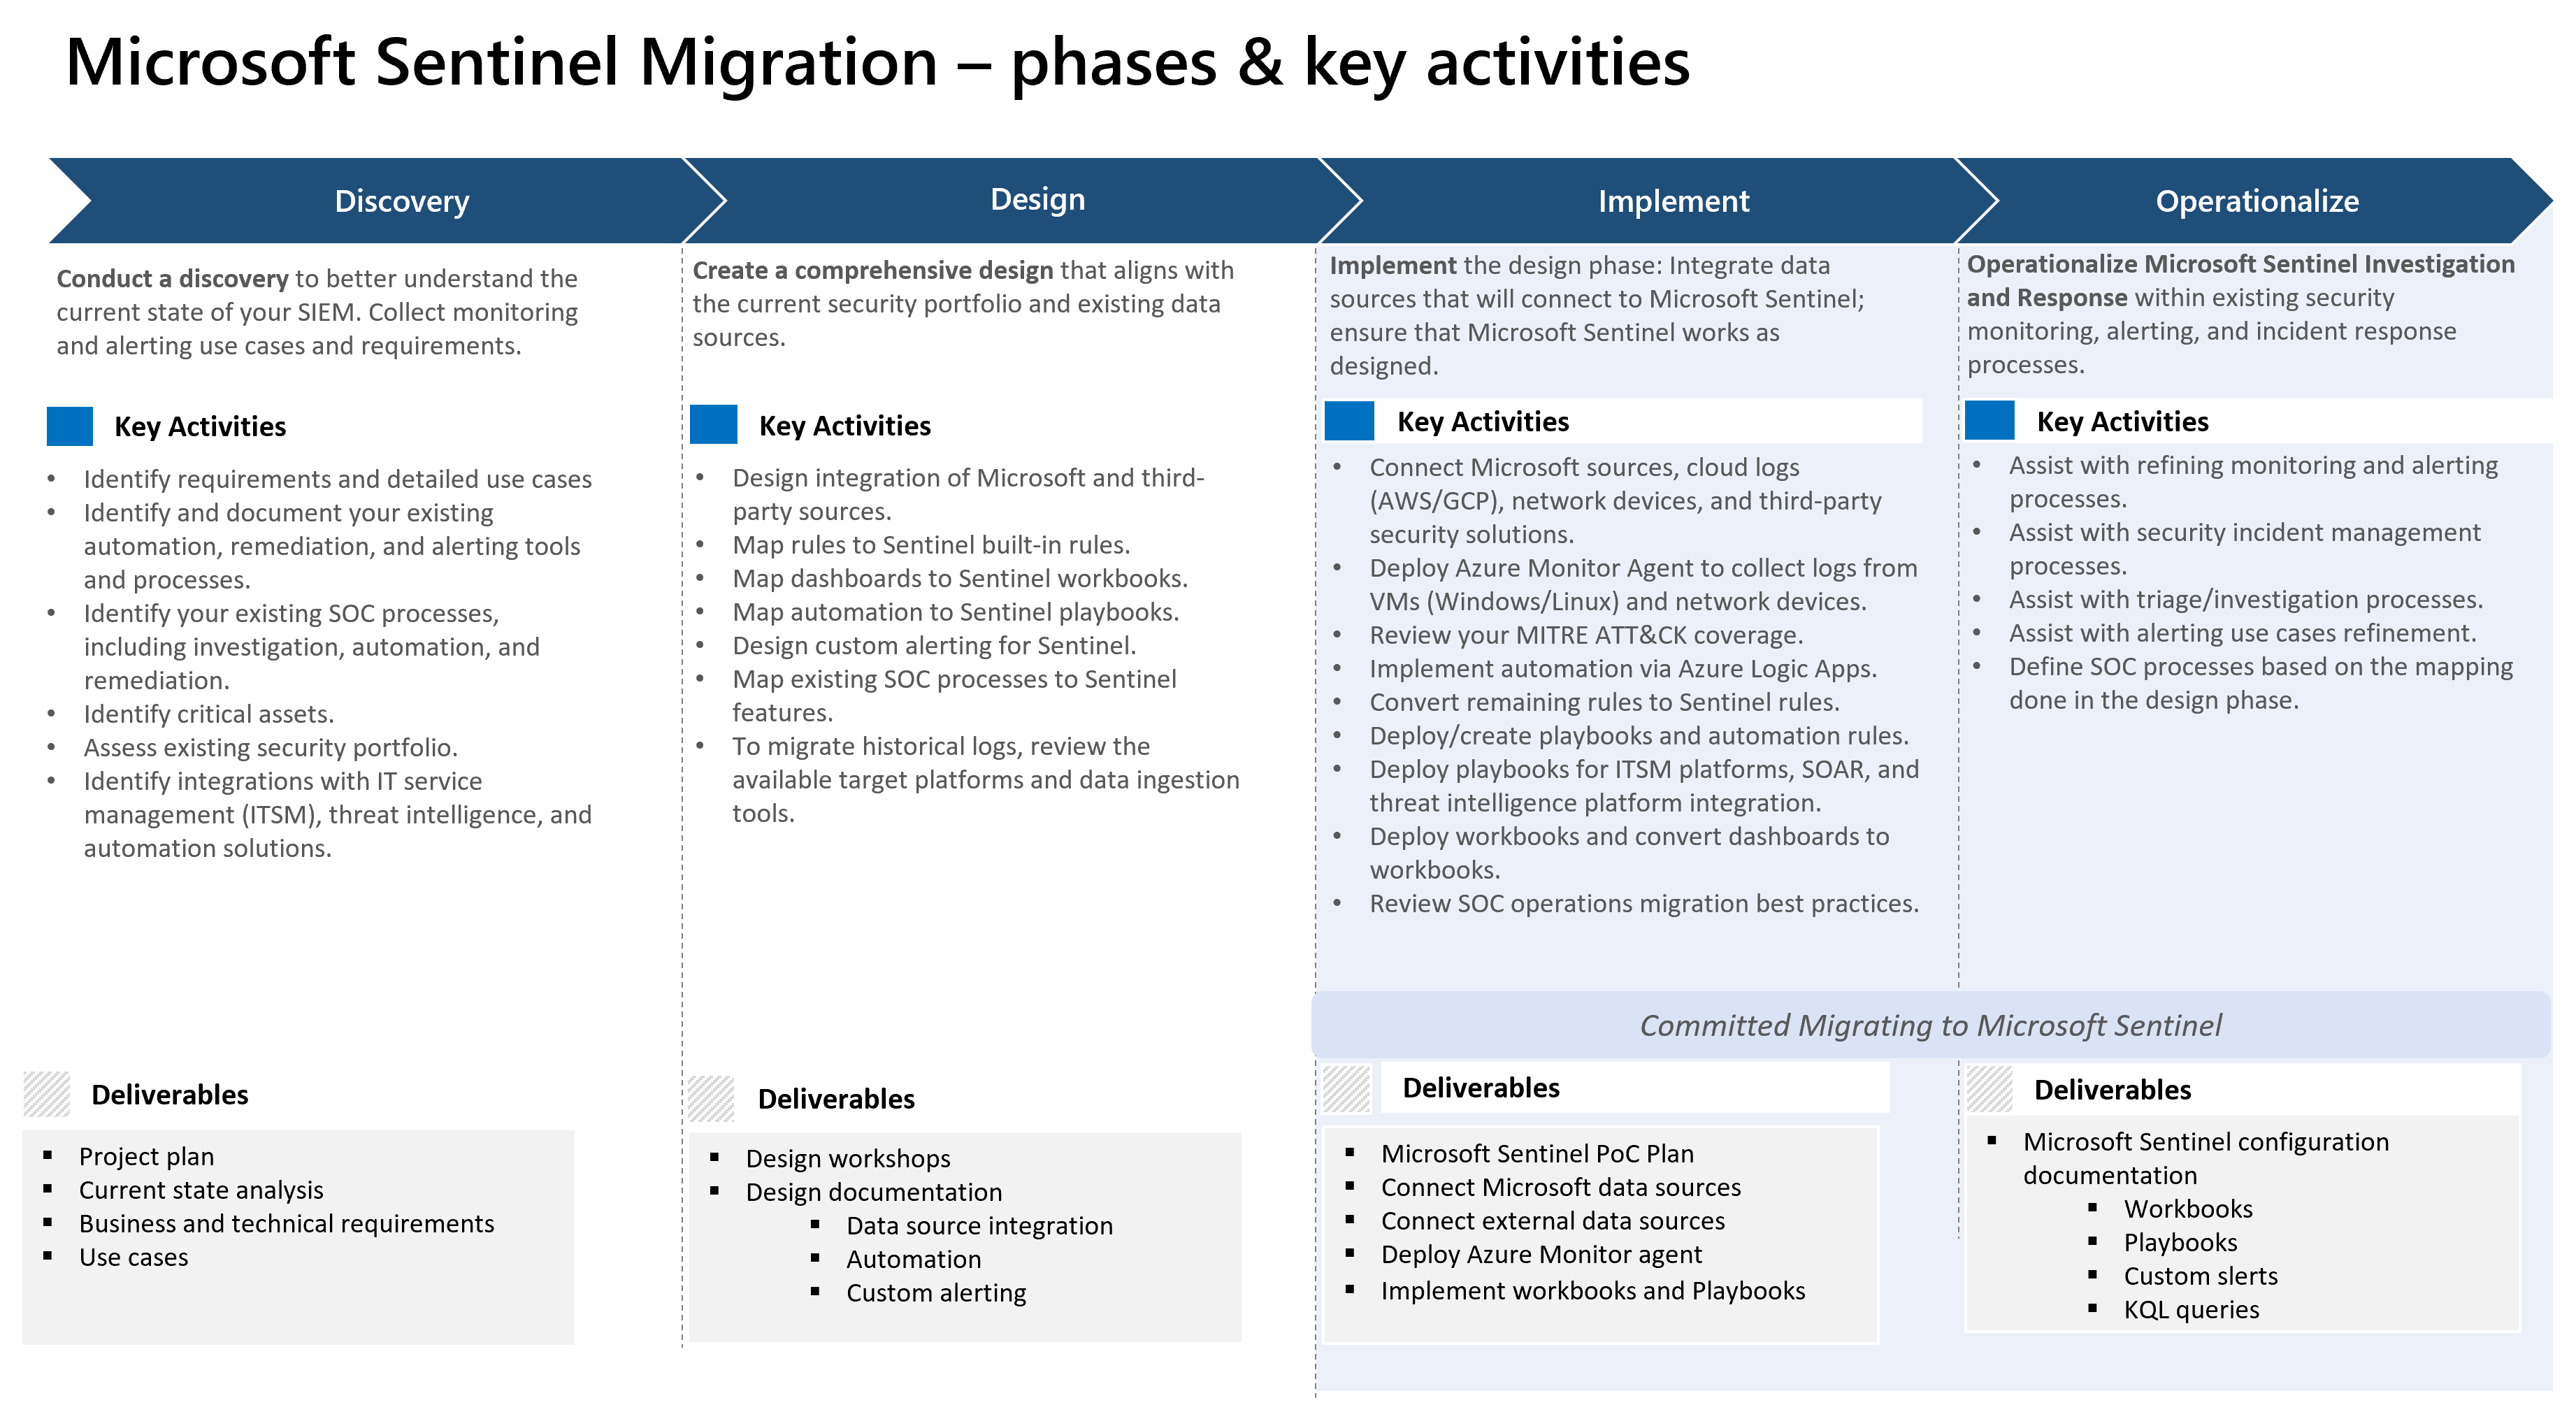 Microsoft Sentinel Migration – phases & key activities
Discovery
Design
Implement
Operationalize
Conduct a discovery to better understand the
current state of your SIEM. Collect monitoring
and alerting use cases and requirements.
Key Activities
• Identify requirements and detailed use cases
• Identify and document your existing
automation, remediation, and alerting tools
and processes.
• Identify your existing SOC processes,
including investigation, automation, and
remediation.
• Identify critical assets.
• Assess existing security portfolio.
• Identify integrations with IT service
management (ITSM), threat intelligence, and
automation solutions.
Deliverables
▪ Project plan
▪ Current state analysis
▪ Business and technical requirements
▪ Use cases
Create a comprehensive design that aligns with
the current security portfolio and existing data
sources.
Key Activities
• Design integration of Microsoft and third-
party sources.
• Map rules to Sentinel built-in rules.
• Map dashboards to Sentinel workbooks.
• Map automation to Sentinel playbooks.
• Design custom alerting for Sentinel.
• Map existing SOC processes to Sentinel
features.
• To migrate historical logs, review the
available target platforms and data ingestion
tools.
Deliverables
▪ Design workshops
▪ Design documentation
▪ Data source integration
▪ Automation
▪ Custom alerting
Implement the design phase: Integrate data
sources that will connect to Microsoft Sentinel;
ensure that Microsoft Sentinel works as
designed.
Key Activities
• Connect Microsoft sources, cloud logs
(AWS/GCP), network devices, and third-party
security solutions.
• Deploy Azure Monitor Agent to collect logs from
VMs (Windows/Linux) and network devices.
• Review your MITRE ATT&CK coverage.
• Implement automation via Azure Logic Apps.
• Convert remaining rules to Sentinel rules.
• Deploy/create playbooks and automation rules.
• Deploy playbooks for ITSM platforms, SOAR, and
threat intelligence platform integration.
• Deploy workbooks and convert dashboards to
workbooks.
• Review SOC operations migration best practices.
Operationalize Microsoft Sentinel Investigation
and Response within existing security
monitoring, alerting, and incident response
processes.
Key Activities
• Assist with refining monitoring and alerting
processes.
• Assist with security incident management
processes.
• Assist with triage/investigation processes.
• Assist with alerting use cases refinement.
• Define SOC processes based on the mapping
done in the design phase.
Committed Migrating to Microsoft Sentinel
Deliverables
▪ Microsoft Sentinel PoC Plan
▪ Connect Microsoft data sources
▪ Connect external data sources
▪ Deploy Azure Monitor agent
▪ Implement workbooks and Playbooks
Deliverables
▪ Microsoft Sentinel configuration
documentation
▪ Workbooks
▪ Playbooks
▪ Custom slerts
▪ KQL queries